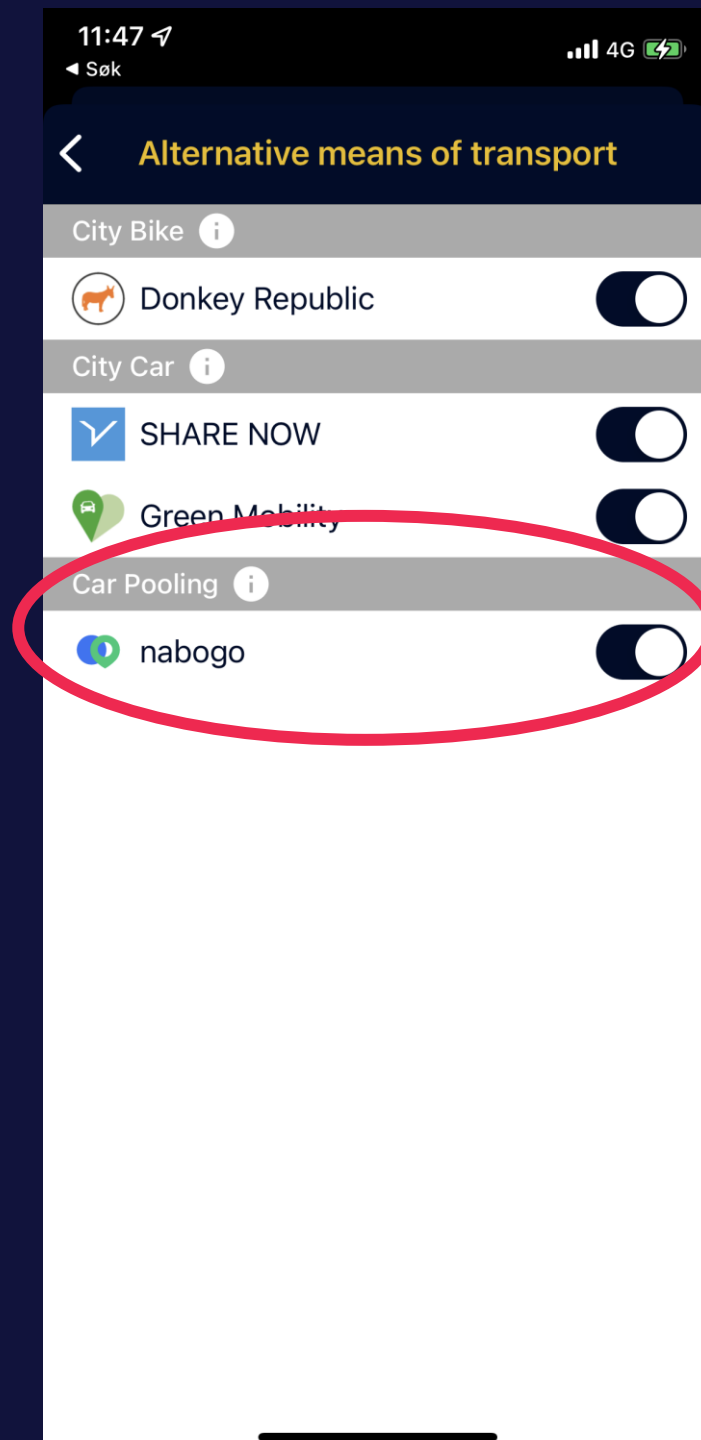 11:47
4G
◀ Søk
Alternative means of transport
City Bike i
Donkey Republic
City Car i
SHARE NOW
Green Mobility
Car Pooling i
nabogo